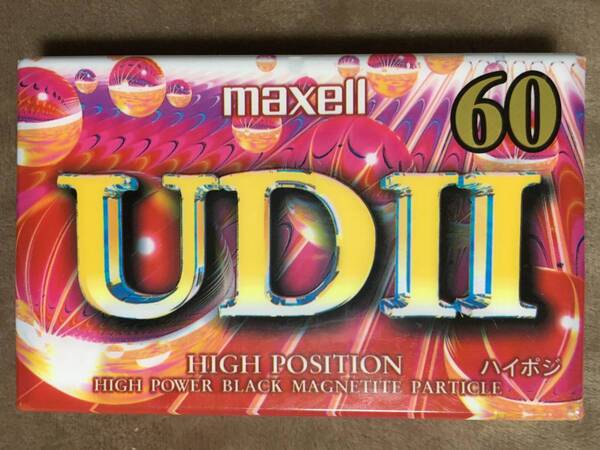 maxell 60
UDII
HIGH POSITION ハイポジ
HIGH POWER BLACK MAGNETITE PARTICLE